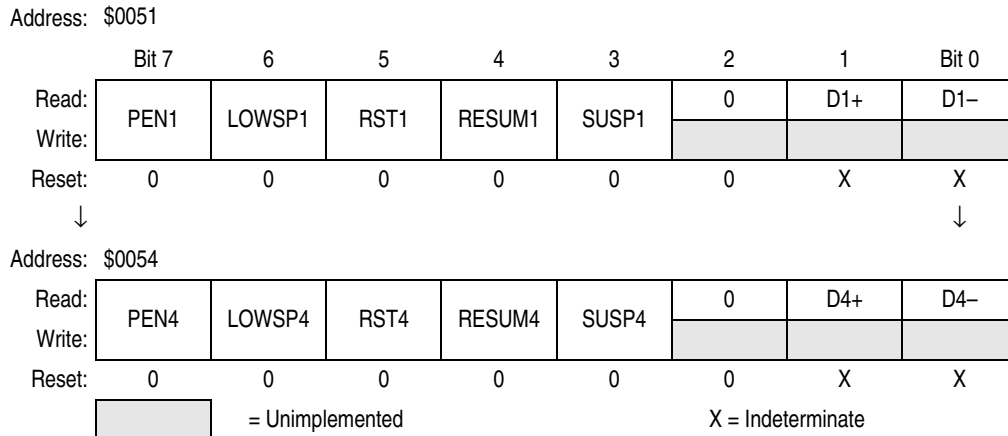 Address: $0051
Bit 7 6 5 4 3 2 1 Bit 0
Read: PEN1 LOWSP1 RST1 RESUM1 SUSP1 0 D1+ D1–
Write:
Reset: 0 0 0 0 0 0 X X
↓ ↓
Address: $0054
Read: PEN4 LOWSP4 RST4 RESUM4 SUSP4 0 D4+ D4–
Write:
Reset: 0 0 0 0 0 0 X X
= Unimplemented X = Indeterminate